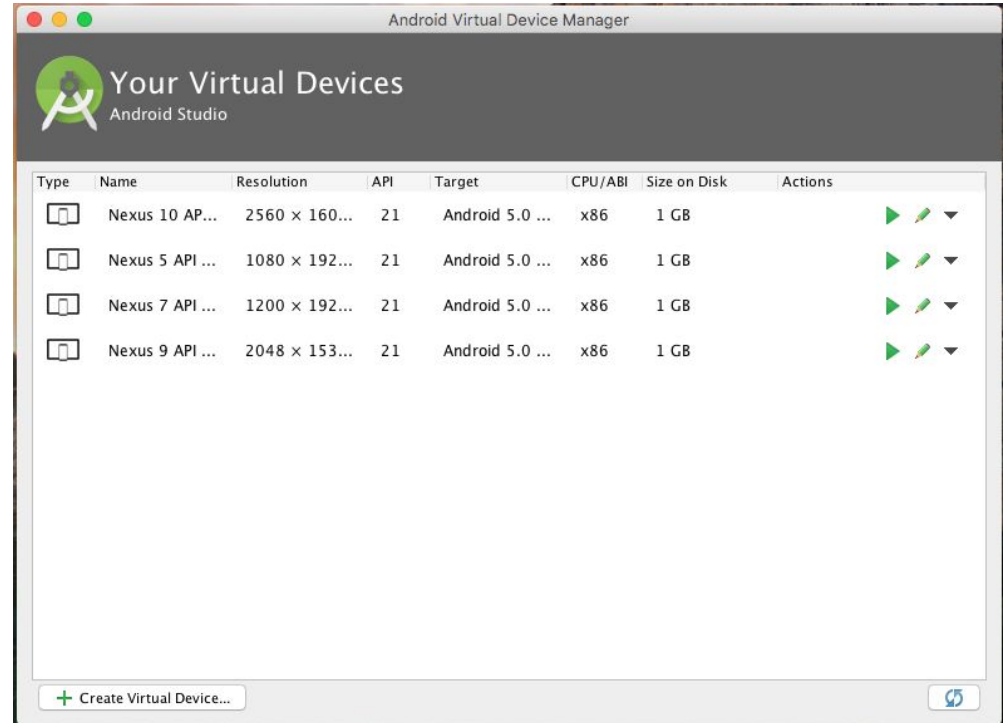 Android Virtual Device Manager
Your Virtual Devices
Android Studio
Type Name Resolution API Target CPU/ABI Size on Disk Actions
Nexus 10 AP... 2560 × 160... 21 Android 5.0 ... x86 1 GB
Nexus 5 API ... 1080 × 192... 21 Android 5.0 ... x86 1 GB
Nexus 7 API ... 1200 × 192... 21 Android 5.0 ... x86 1 GB
Nexus 9 API ... 2048 × 153... 21 Android 5.0 ... x86 1 GB
Create Virtual Device...